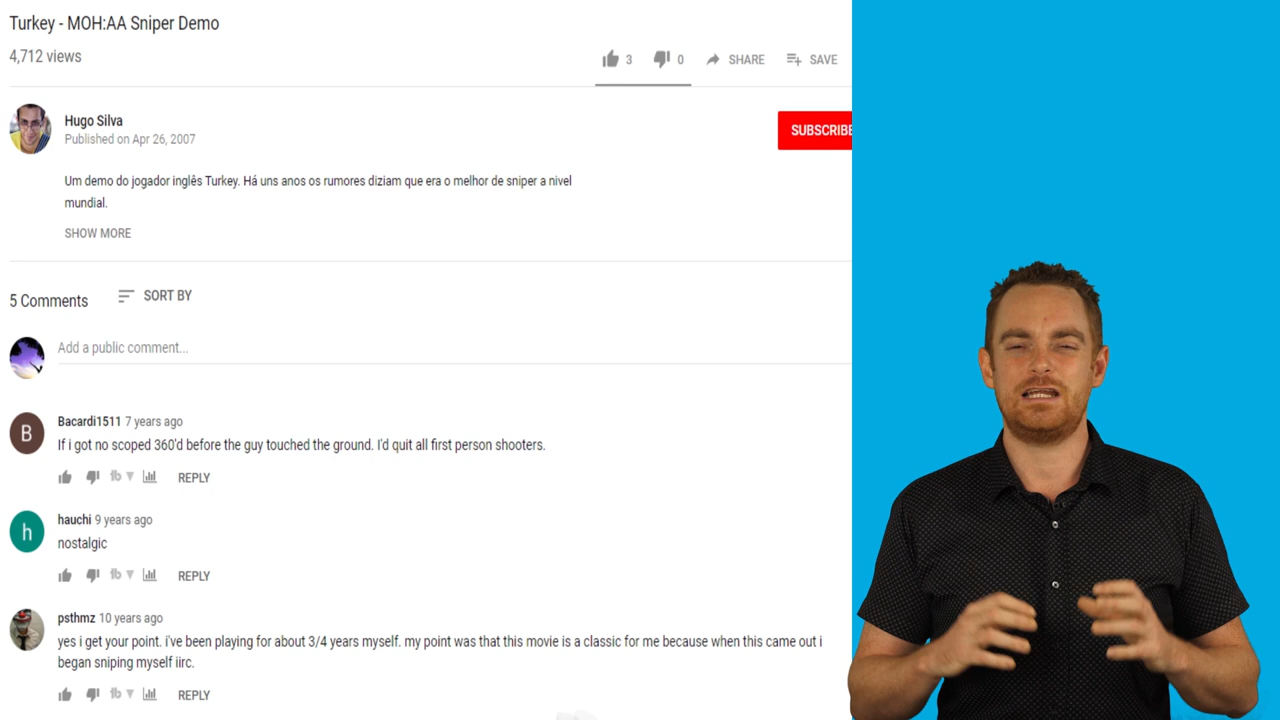 Turkey - MOH:AA Sniper Demo
4,712 views
3
0
SHARE
SAVE
Hugo Silva
Published on Apr 26, 2007
SUBSCRIBE
Um demo do jogador inglês Turkey. Há uns anos os rumores diziam que era o melhor de sniper a nivel
mundial.
SHOW MORE
5 Comments
SORT BY
Add a public comment...
B
Bacardi1511 7 years ago
If i got no scoped 360'd before the guy touched the ground. I'd quit all first person shooters.
tb
REPLY
h
hauchi 9 years ago
nostalgic
tb
REPLY
psthmz 10 years ago
yes i get your point. i've been playing for about 3/4 years myself. my point was that this movie is a classic for me because when this came out i
began sniping myself iirc.
tb
REPLY